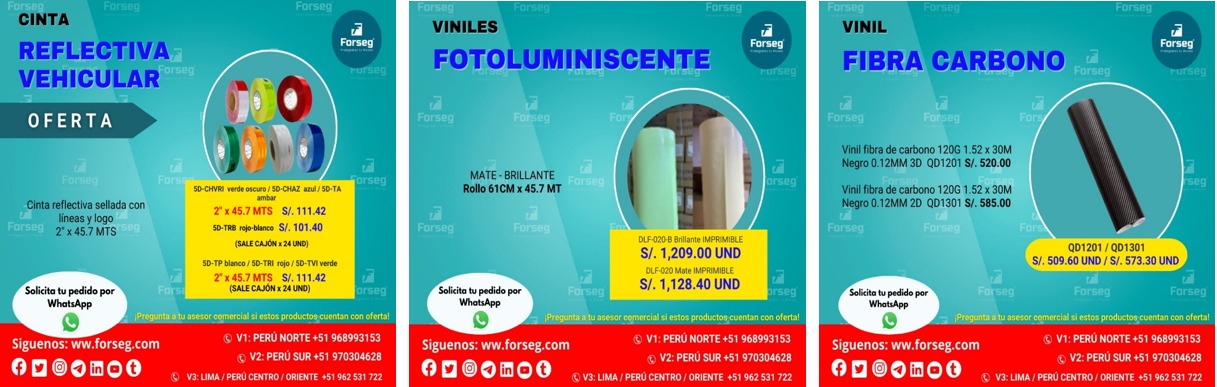 CINTA
REFLECTIVA
VEHICULAR
Forseg
OFERTA
Cinta reflectiva sellada con
líneas y logo
2" x 45.7 MTS
5D-CHVRI verde oscuro / 5D-CHAZ azul / 5D-TA
ambar
2" x 45.7 MTS S/. 111.42
5D-TRB rojo-blanco S/. 101.40
(SALE CAJÓN x 24 UND)
5D-TP blanco / 5D-TRI rojo / 5D-TVI verde
2" x 45.7 MTS S/. 111.42
(SALE CAJÓN x 24 UND)
Solicita tu pedido por
WhatsApp
¡Pregunta a tu asesor comercial si estos productos cuentan con oferta!
Siguenos: ww.forseg.com
V1: PERÚ NORTE +51 968993153
V2: PERÚ SUR +51 970304628
V3: LIMA / PERÚ CENTRO / ORIENTE +51 962 531 722
VINILES
FOTOLUMINISCENTE
Forseg
MATE - BRILLANTE
Rollo 61CM x 45.7 MT
DLF-020-B Brillante IMPRIMIBLE
S/. 1,209.00 UND
DLF-020 Mate IMPRIMIBLE
S/. 1,128.40 UND
Solicita tu pedido por
WhatsApp
¡Pregunta a tu asesor comercial si estos productos cuentan con oferta!
Siguenos: ww.forseg.com
V1: PERÚ NORTE +51 968993153
V2: PERÚ SUR +51 970304628
V3: LIMA / PERÚ CENTRO / ORIENTE +51 962 531 722
VINIL
FIBRA CARBONO
Forseg
Vinil fibra de carbono 120G 1.52 x 30M
Negro 0.12MM 3D QD1201 S/. 520.00
Vinil fibra de carbono 120G 1.52 x 30M
Negro 0.12MM 2D QD1301 S/. 585.00
QD1201 / QD1301
S/. 509.60 / S/. 573.30 UND
Solicita tu pedido por
WhatsApp
¡Pregunta a tu asesor comercial si estos productos cuentan con oferta!
Siguenos: ww.forseg.com
V1: PERÚ NORTE +51 968993153
V2: PERÚ SUR +51 970304628
V3: LIMA / PERÚ CENTRO / ORIENTE +51 962 531 722